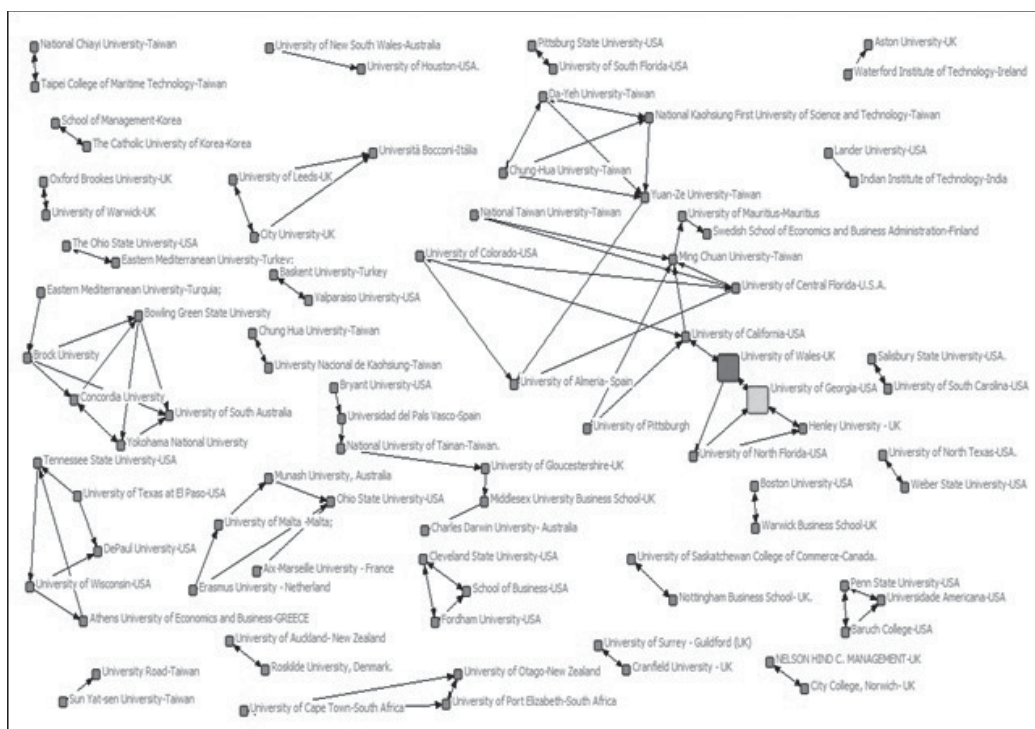 National Chiayi University-Taiwan
University of New South Wales-Australia
Pittsburg State University-USA
Aston University-UK
University of Houston-USA.
University of South Florida-USA
Waterford Institute of Technology-Ireland
Taipei College of Maritime Technology-Taiwan
Da-Yeh University-Taiwan
National Kaohsiung First University of Science and Technology-Taiwan
School of Management-Korea
The Catholic University of Korea-Korea
Università Bocconi-Itália
Lander University-USA
Chung-Hua University-Taiwan
Oxford Brookes University-UK
University of Leeds-UK
Indian Institute of Technology-India
Yuan-Ze University-Taiwan
University of Warwick-UK
National Taiwan University-Taiwan
University of Mauritius-Mauritius
City University-UK
Swedish School of Economics and Business Administration-Finland
The Ohio State University-USA
University of Colorado-USA
Ming Chuan University-Taiwan
Eastern Mediterranean University-Turkey:
Baskent University-Turkey
University of Central Florida-U.S.A.
Eastern Mediterranean University-Turquia;
Valparaiso University-USA
Bowling Green State University
Chung Hua University-Taiwan
University of California-USA
Brock University
University of Wales-UK
Salisbury State University-USA.
University Nacional de Kaohsiung-Taiwan
University of Almeria- Spain
University of Georgia-USA
University of South Carolina-USA
Bryant University-USA
Concordia University
University of South Australia
Universidad del Pals Vasco-Spain
University of Pittsburgh
Henley University - UK
Yokohama National University
National University of Tainan-Taiwan.
University of North Florida-USA
University of North Texas-USA.
Tennessee State University-USA
University of Gloucestershire-UK
Munash University, Australia
Boston University-USA
Weber State University-USA
University of Texas at El Paso-USA
Ohio State University-USA
Middlesex University Business School-UK
University of Malta -Malta;
Charles Darwin University- Australia
Warwick Business School-UK
DePaul University-USA
Cleveland State University-USA
University of Saskatchewan College of Commerce-Canada.
Aix-Marseille University - France
University of Wisconsin-USA
Erasmus University - Netherland
School of Business-USA
Penn State University-USA
Nottingham Business School- UK.
Universidade Americana-USA
Athens University of Economics and Business-GREECE
Fordham University-USA
Baruch College-USA
University of Auckland- New Zealand
University of Surrey - Guildford (UK)
Roskilde University, Denmark.
Cranfield University - UK
NELSON HIND C. MANAGEMENT-UK
University Road-Taiwan
University of Otago-New Zealand
City College, Norwich- UK
Sun Yat-sen University-Taiwan
University of Cape Town-South Africa
University of Port Elizabeth-South Africa